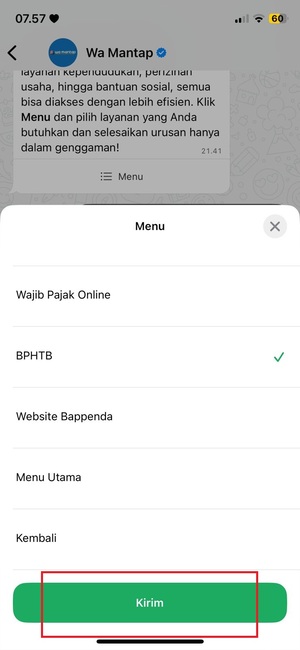 07.57
60
Wa Mantap
wa mantap
layanan kependudukan, perizinan
usaha, hingga bantuan sosial, semua
bisa diakses dengan lebih efisien. Klik
Menu dan pilih layanan yang Anda
butuhkan dan selesaikan urusan hanya
dalam genggaman!
21.41
Menu
Menu
Wajib Pajak Online
BPHTB
Website Bappenda
Menu Utama
Kembali
Kirim